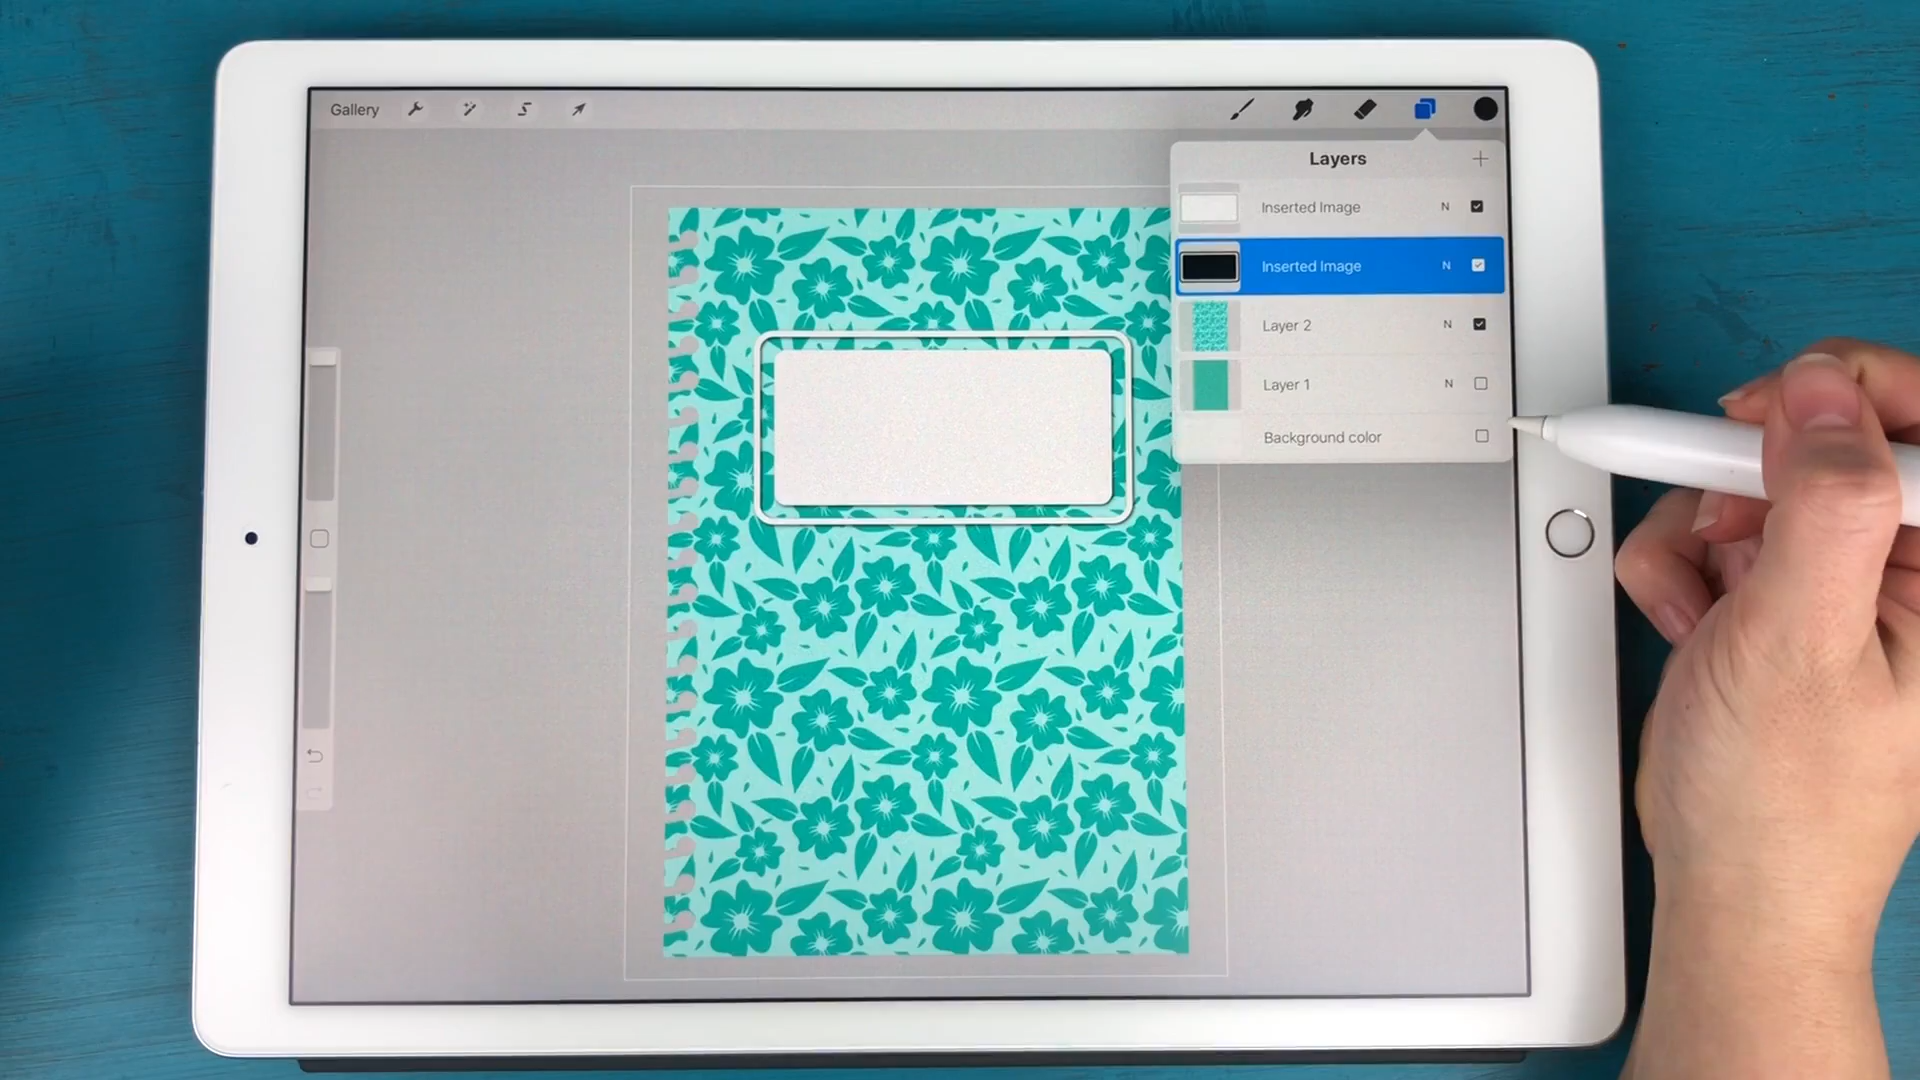 Gallery
Layers
Inserted Image N
Inserted Image N
Layer 2 N
Layer 1 N
Background color